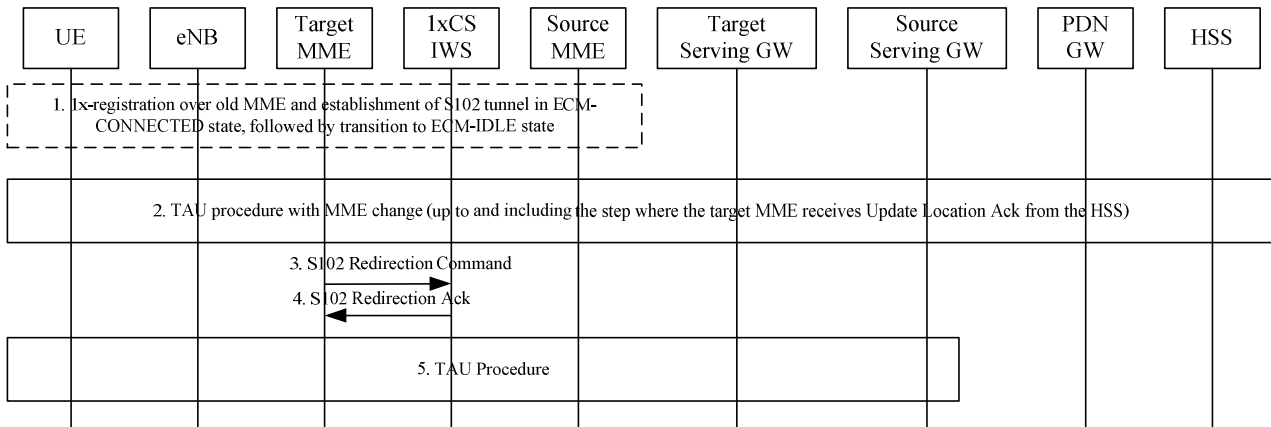 UE
eNB
Target
MME
1xCS
IWS
Source
MME
Target
Serving GW
Source
Serving GW
PDN
GW
HSS
1. 1x-registration over old MME and establishment of S102 tunnel in ECM-
CONNECTED state, followed by transition to ECM-IDLE state
2. TAU procedure with MME change (up to and including the step where the target MME receives Update Location Ack from the HSS)
3. S102 Redirection Command
4. S102 Redirection Ack
5. TAU Procedure